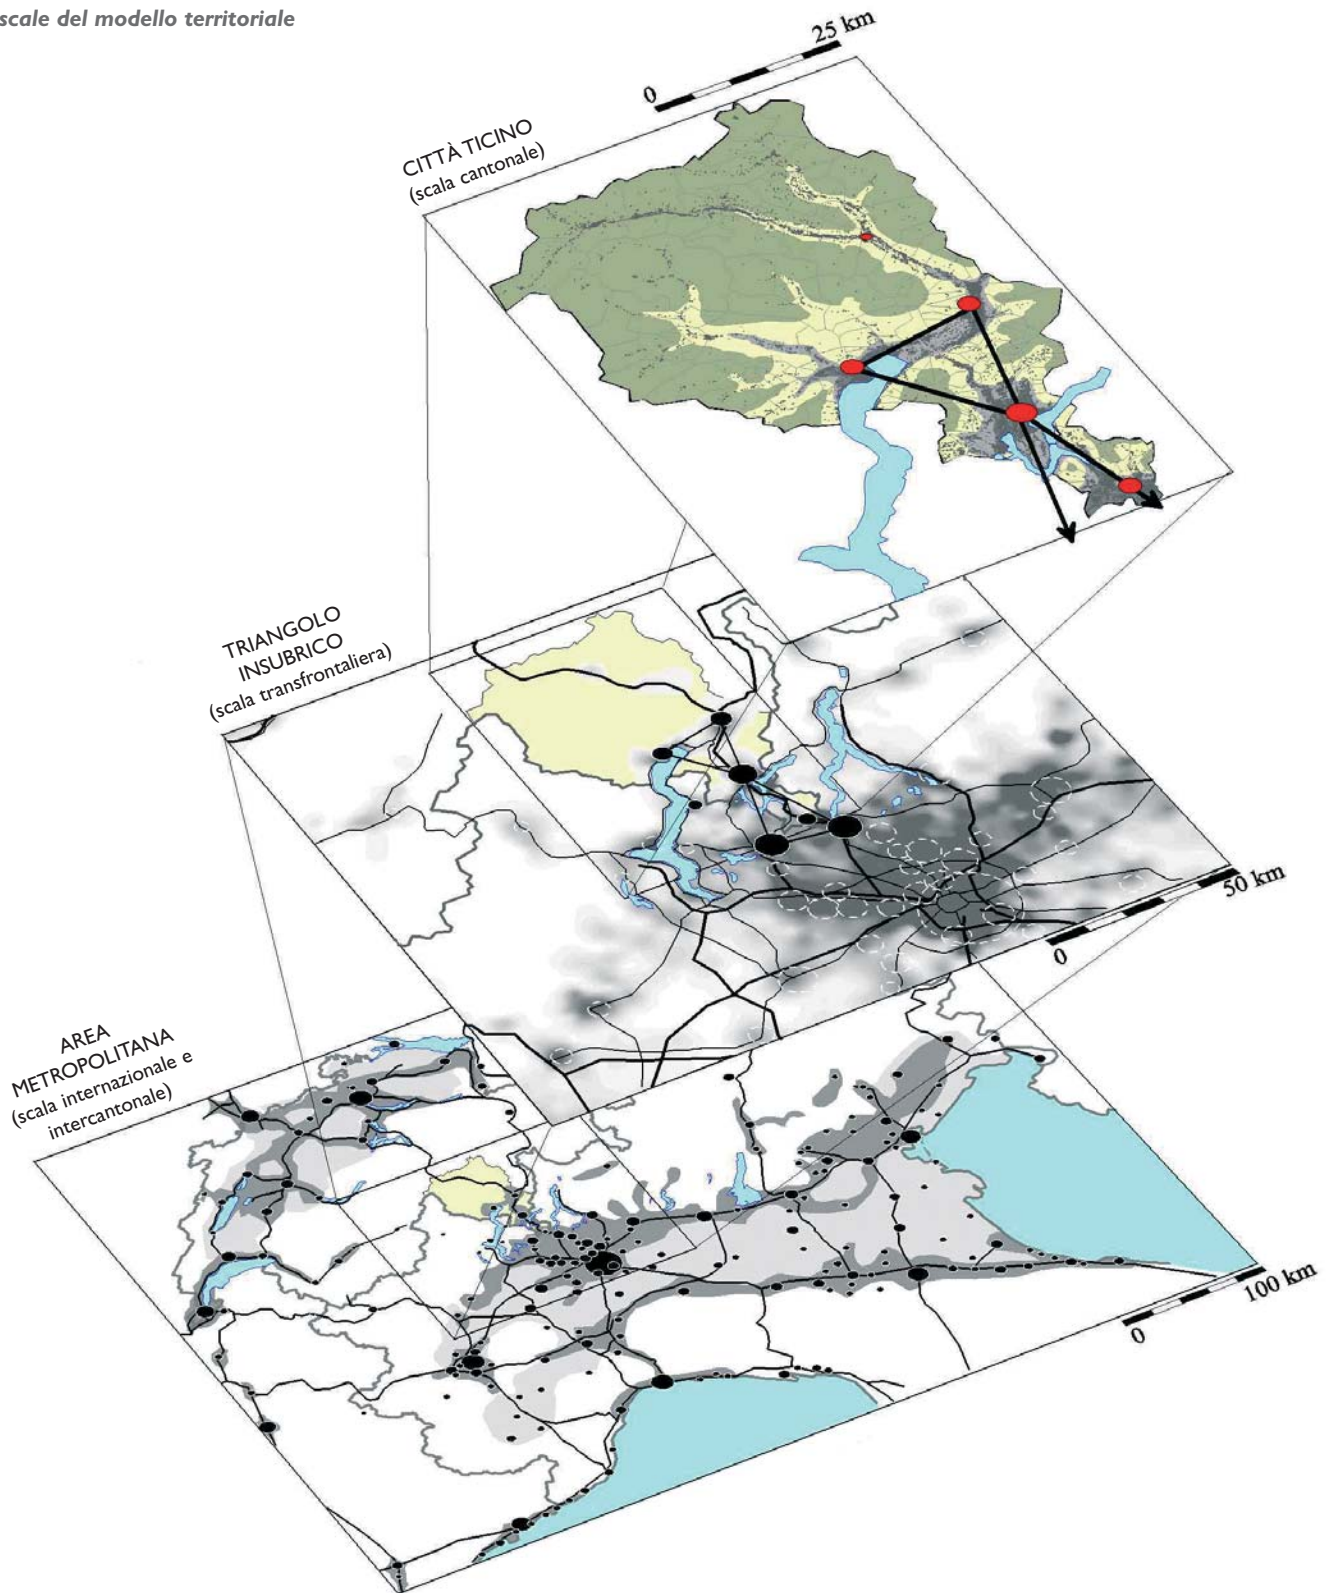 scale del modello territoriale
25 km
0
CITTÀ TICINO
(scala cantonale)
TRIANGOLO
INSUBRICO
(scala transfrontaliera)
50 km
0
AREA
METROPOLITANA
(scala internazionale e
intercantonale)
100 km
0